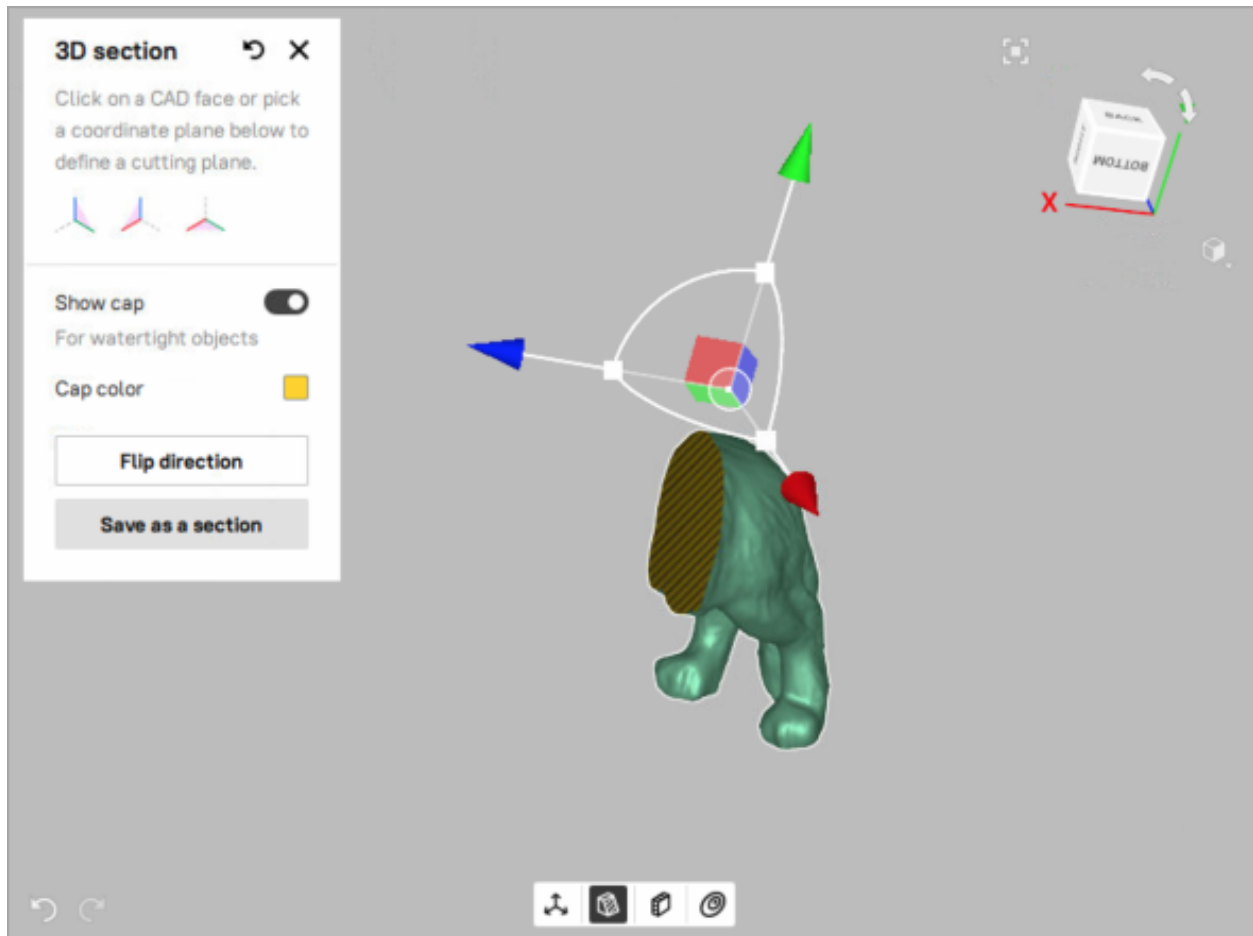 3D section
Click on a CAD face or pick
a coordinate plane below to
define a cutting plane.
Show cap
For watertight objects
Cap color
Flip direction
Save as a section
BACK
BOTTOM
X